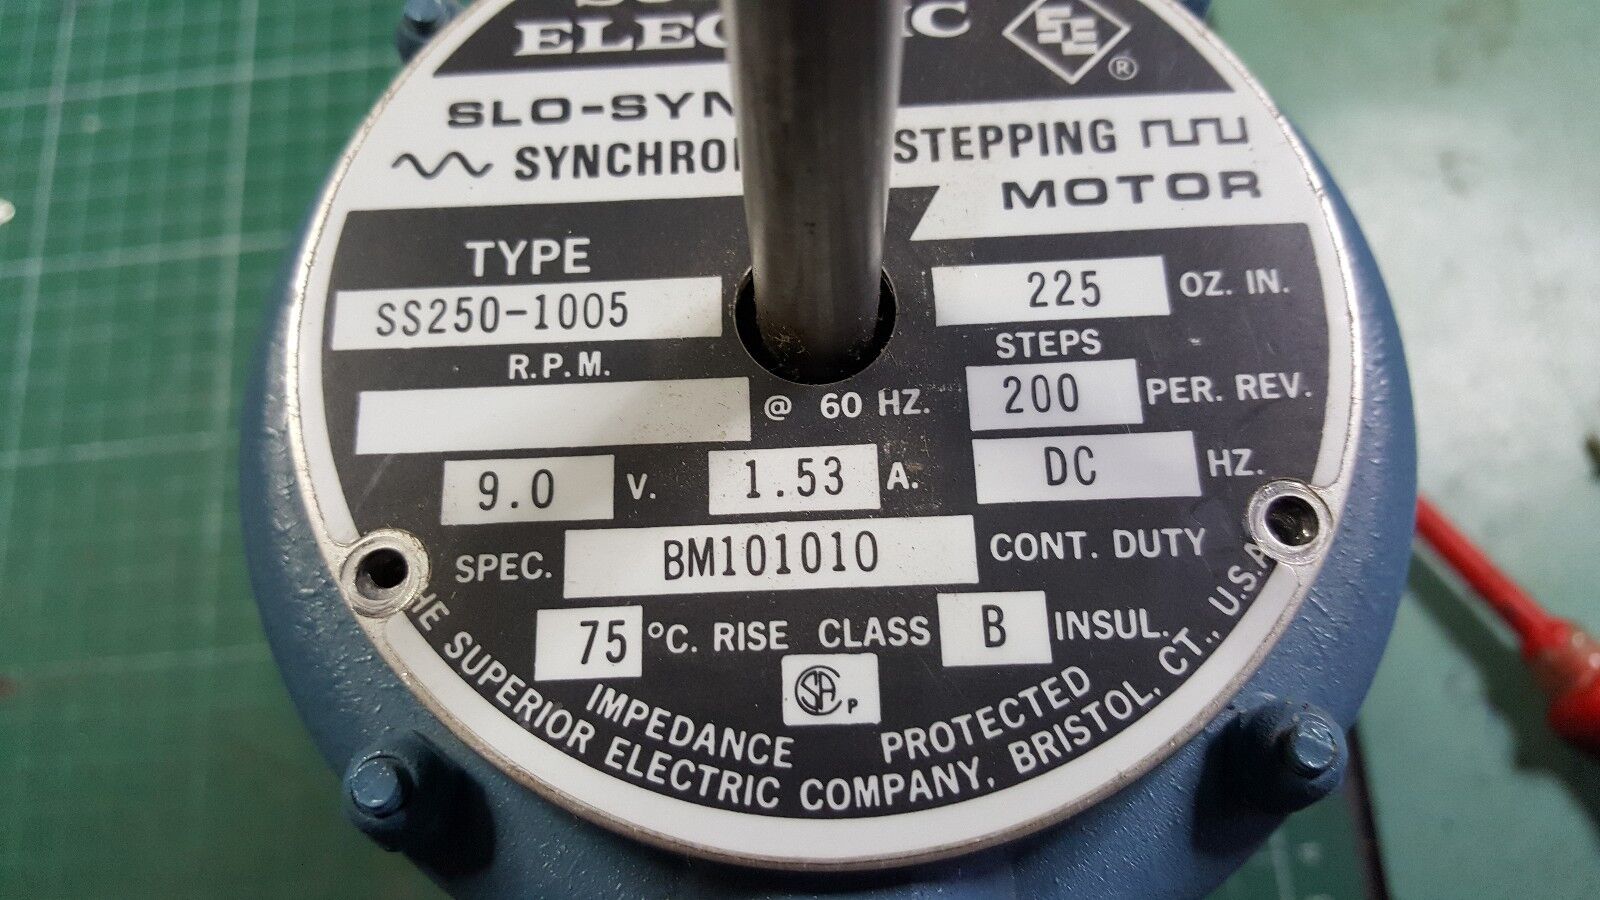 SE ®
SLO-SYN
SYNCHRO STEPPING
MOTOR
TYPE
SS250-1005
225 OZ. IN.
R.P.M.
@ 60 HZ.
STEPS
200 PER. REV.
9.0 V. 1.53 A. DC HZ.
SPEC. BM101010 CONT. DUTY
75 °C. RISE CLASS B INSUL.
CSA P
IMPEDANCE PROTECTED
HE SUPERIOR ELECTRIC COMPANY, BRISTOL, CT., U.S.A